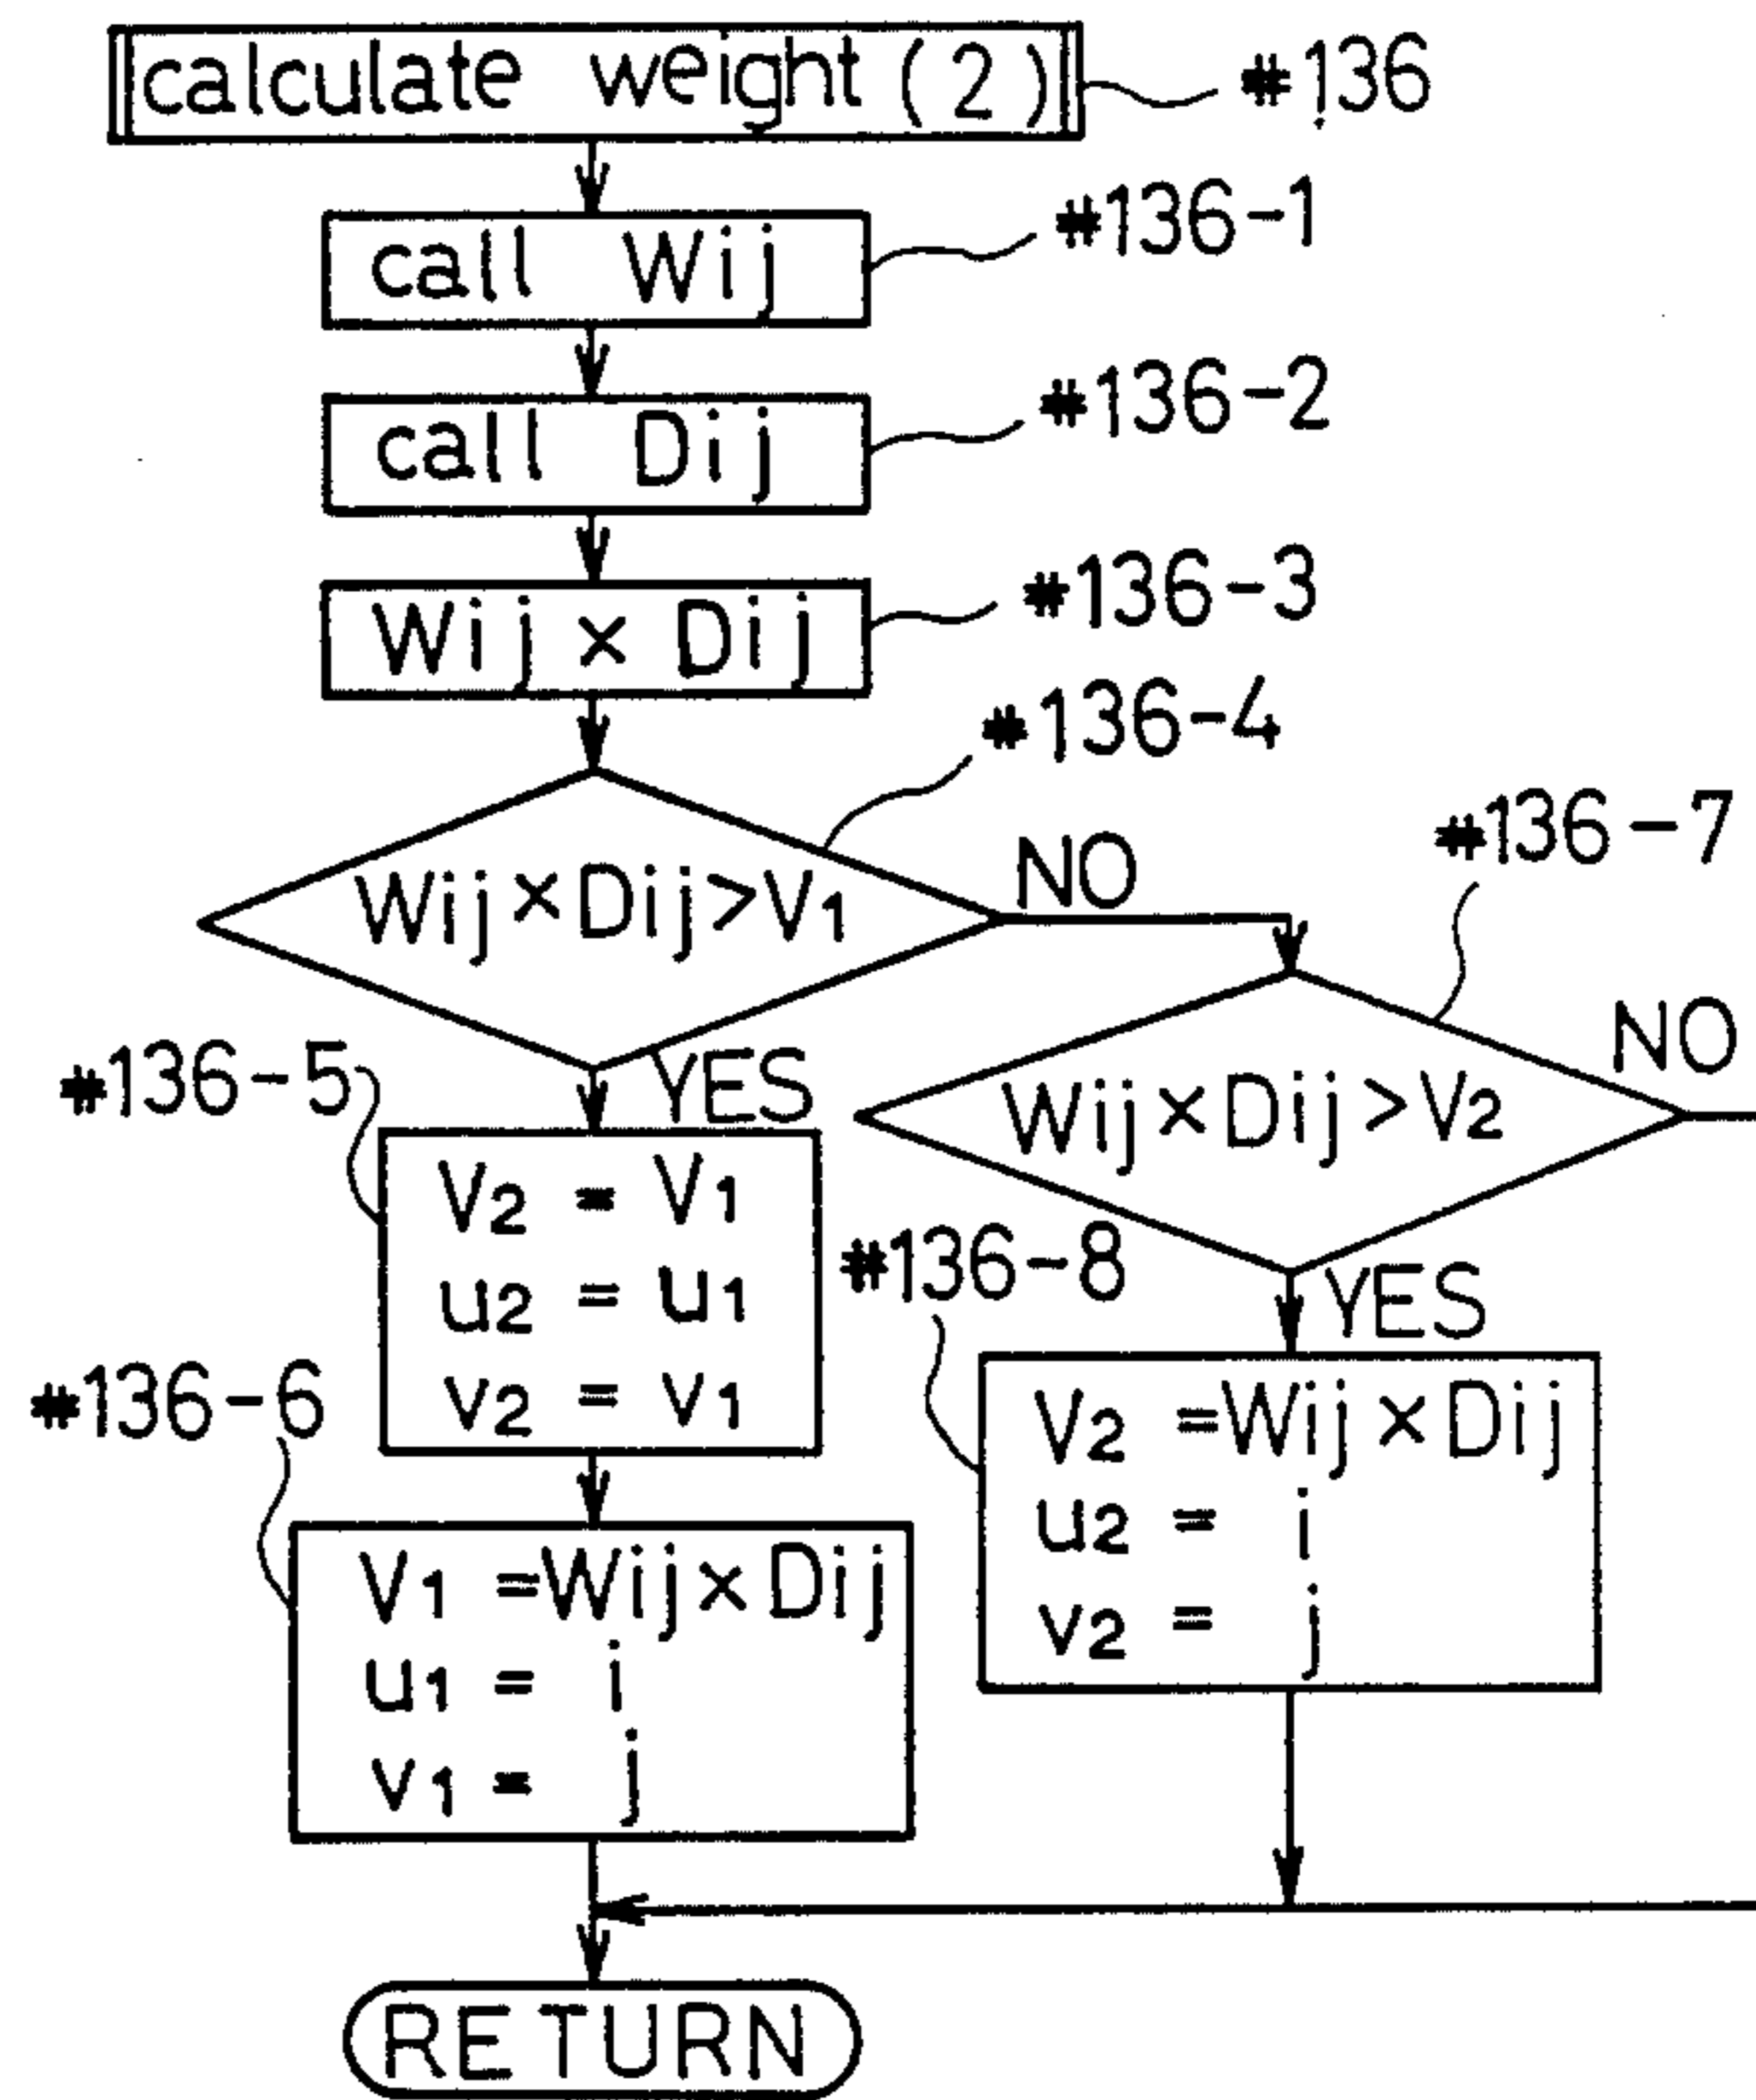 calculate weight (2) #136
call Wij #136-1
call Dij #136-2
Wij × Dij #136-3
#136-4
Wij × Dij > V1 NO
#136-7
Wij × Dij > V2 NO
YES
#136-5
V2 = V1
u2 = u1
v2 = v1
#136-6
V1 = Wij × Dij
u1 = i
v1 = j
YES
#136-8
V2 = Wij × Dij
u2 = i
v2 = j
RETURN